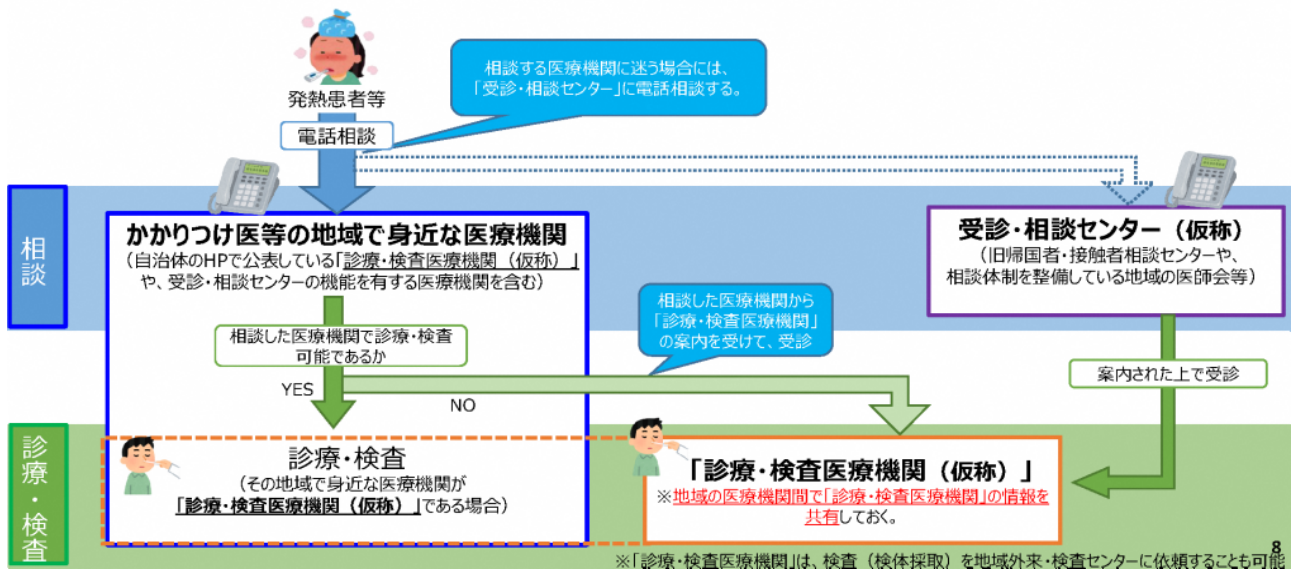 発熱患者等
電話相談
相談する医療機関に迷う場合には、
「受診・相談センター」に電話相談する。
相談
かかりつけ医等の地域で身近な医療機関
（自治体のHPで公表している「診療・検査医療機関（仮称）」
や、受診・相談センターの機能を有する医療機関を含む）
受診・相談センター（仮称）
（旧帰国者・接触者相談センターや、
相談体制を整備している地域の医師会等）
相談した医療機関で診療・検査
可能であるか
相談した医療機関から
「診療・検査医療機関」
の案内を受けて、受診
案内された上で受診
YES
NO
診療・検査
診療・検査
（その地域で身近な医療機関が
「診療・検査医療機関（仮称）」である場合）
「診療・検査医療機関（仮称）」
※地域の医療機関間で「診療・検査医療機関」の情報を
共有しておく。
8
※「診療・検査医療機関」は、検査（検体採取）を地域外来・検査センターに依頼することも可能